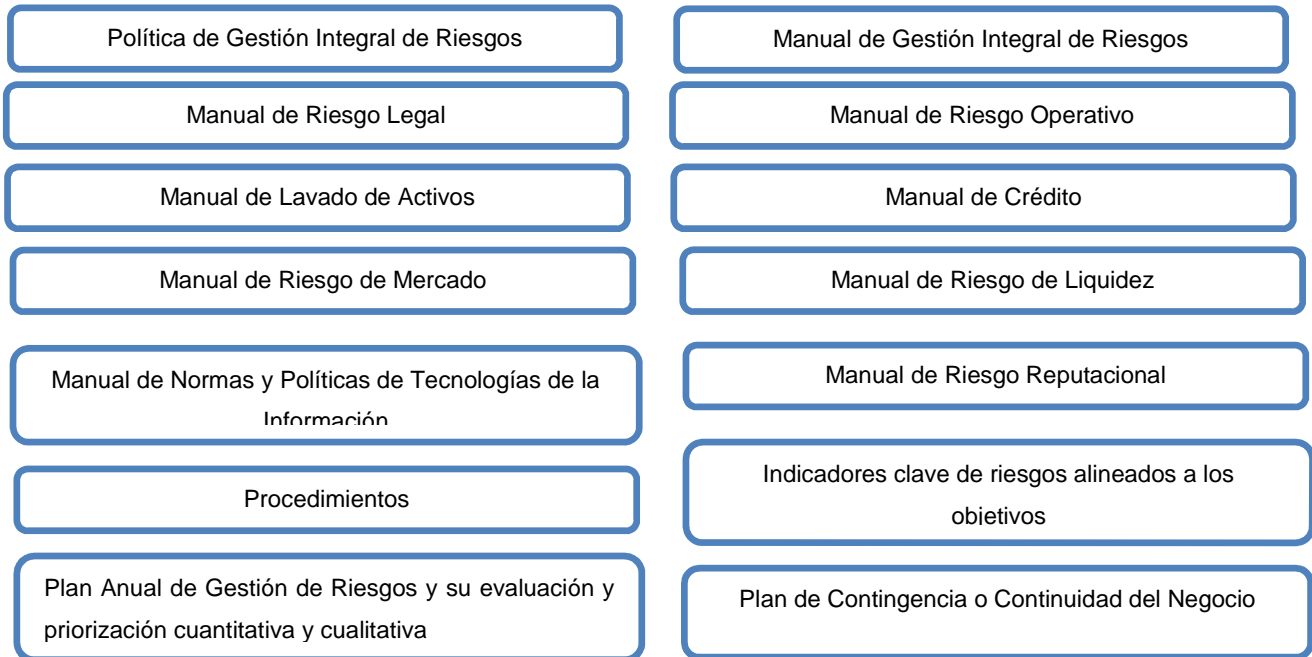 Política de Gestión Integral de Riesgos
Manual de Gestión Integral de Riesgos
Manual de Riesgo Legal
Manual de Riesgo Operativo
Manual de Lavado de Activos
Manual de Crédito
Manual de Riesgo de Mercado
Manual de Riesgo de Liquidez
Manual de Normas y Políticas de Tecnologías de la
Información
Manual de Riesgo Reputacional
Procedimientos
Indicadores clave de riesgos alineados a los
objetivos
Plan Anual de Gestión de Riesgos y su evaluación y
priorización cuantitativa y cualitativa
Plan de Contingencia o Continuidad del Negocio